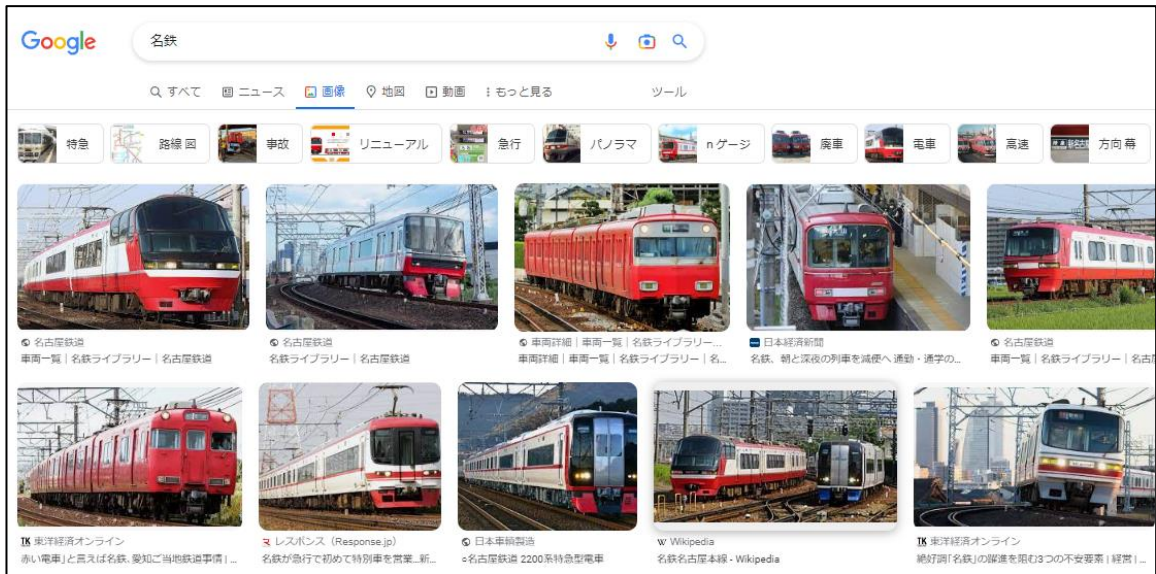 Google
名鉄
すべて
ニュース
画像
地図
動画
もっと見る
ツール
特急
路線図
事故
リニューアル
急行
パノラマ
nゲージ
廃車
電車
高速
方向幕
名古屋鉄道
車両一覧｜名鉄ライブラリー｜名古屋鉄道
名古屋鉄道
名鉄ライブラリー｜名古屋鉄道
車両詳細｜車両一覧｜名鉄ライブラリー...
車両詳細｜車両一覧｜名鉄ライブラリー｜名...
日本経済新聞
名鉄、朝と深夜の列車を減便へ 通勤・通学の...
名古屋鉄道
車両一覧｜名鉄ライブラリー｜名古屋
東洋経済オンライン
赤い電車」と言えば名鉄､愛知ご当地鉄道事情 | ...
レスポンス（Response.jp）
名鉄が急行で初めて特別車を営業...新...
日本車輌製造
○名古屋鉄道 2200系特急型電車
Wikipedia
名鉄名古屋本線 - Wikipedia
東洋経済オンライン
絶好調｢名鉄｣の躍進を阻む3つの不安要素 | 経営 | ...